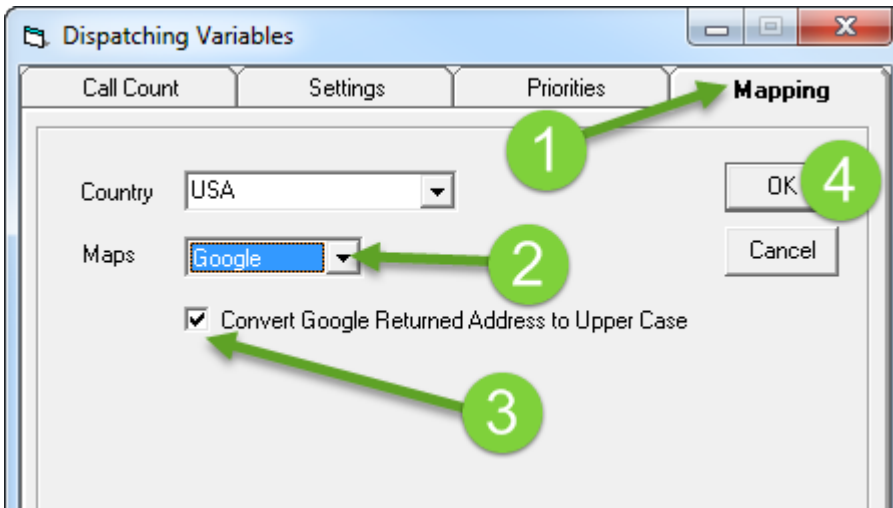 Dispatching Variables
Call Count Settings Priorities Mapping
1
Country USA OK 4
Maps Google 2 Cancel
Convert Google Returned Address to Upper Case
3